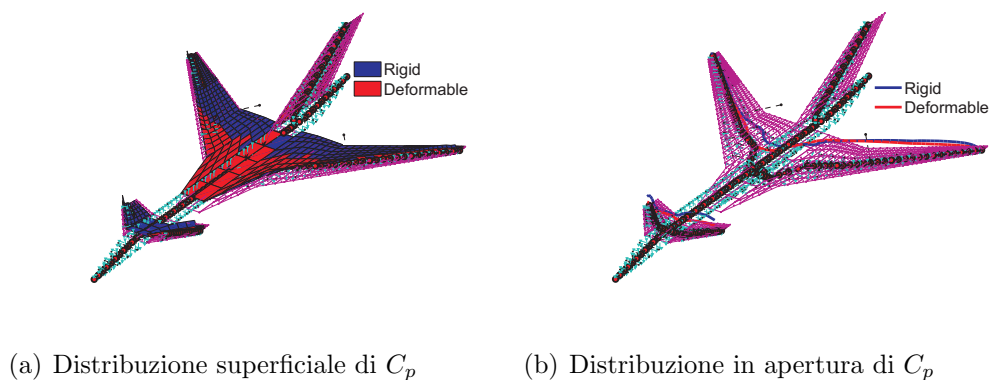 Rigid
Deformable
Rigid
Deformable
(a) Distribuzione superficiale di $C_p$
(b) Distribuzione in apertura di $C_p$